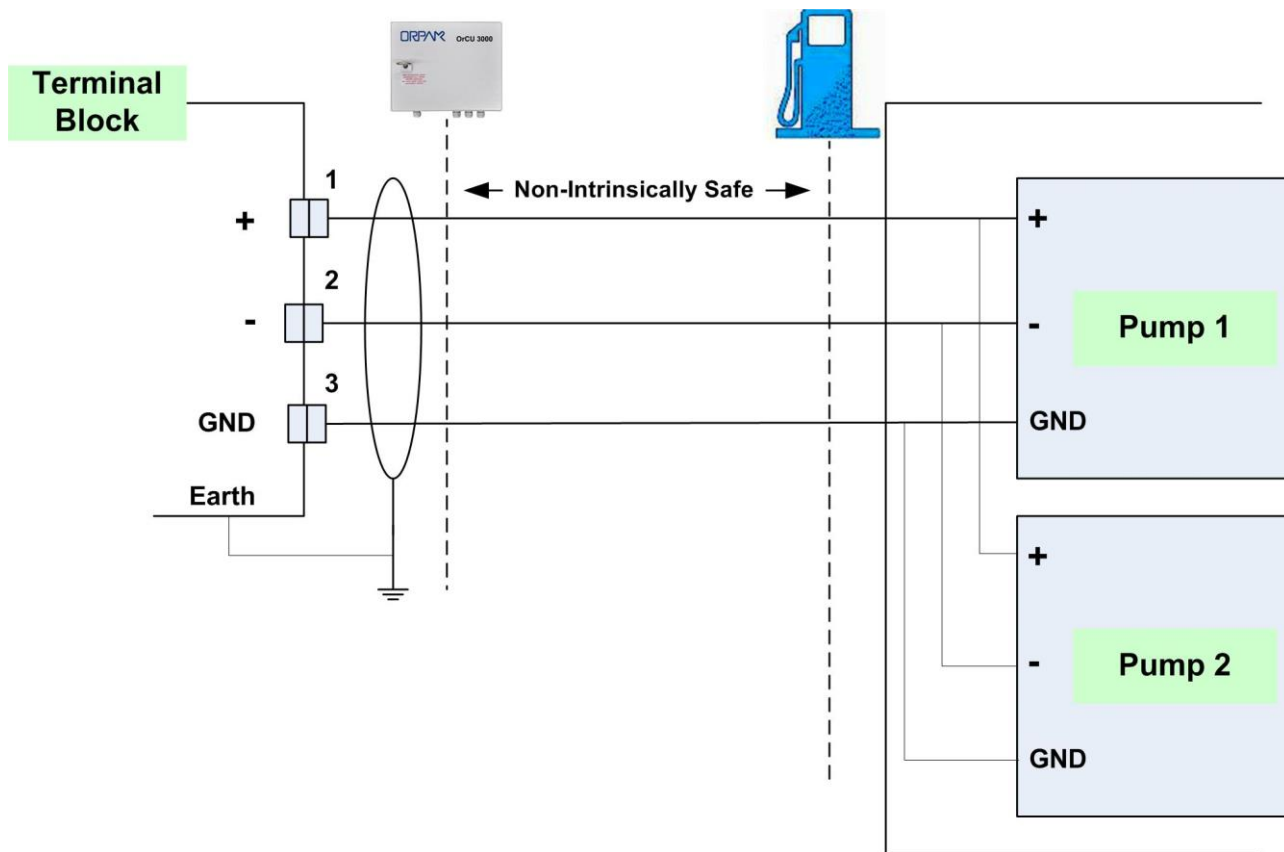 ORPAK OrCU 3000
Terminal
Block
Non-Intrinsically Safe
1
+
2
-
3
GND
Earth
+
-
GND
Pump 1
+
-
GND
Pump 2